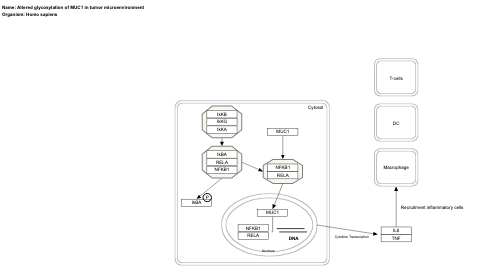 Name: Altered glycosylation of MUC1 in tumor microenvironment
Organism: Homo sapiens
T-cells
Cytosol
IKKB
IKKG
IKKA
DC
MUC1
IKBA
RELA
NFKB1
Macrophage
NFKB1
RELA
P
IKBA
Recruitment inflammatory cells
MUC1
NFKB1
RELA
DNA
Nucleus
Cytokine Transcription
IL6
TNF